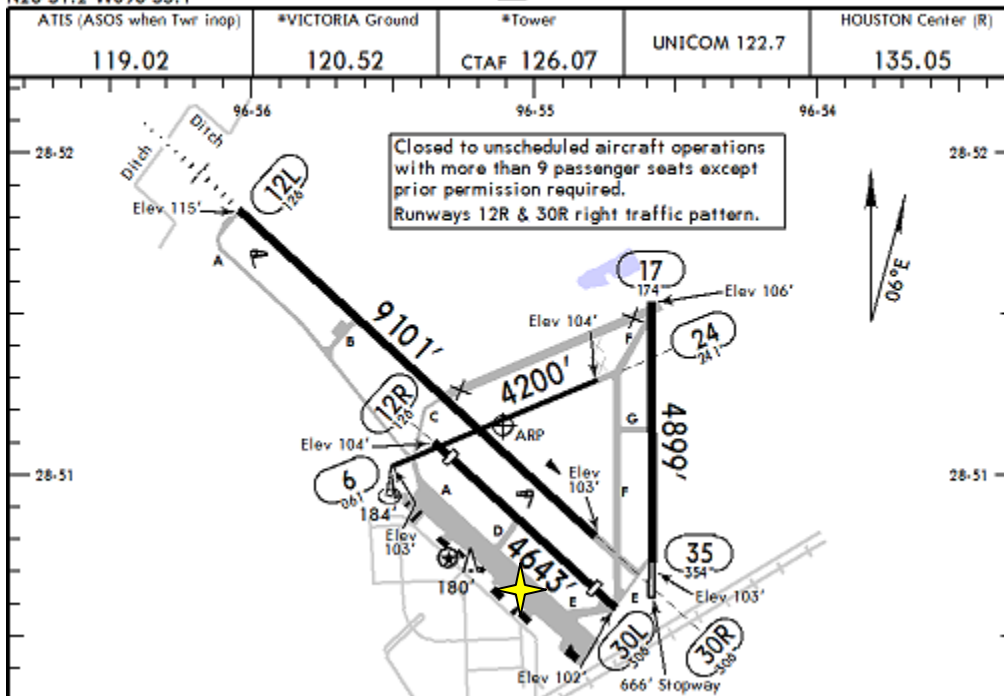 ATIS (ASOS when Twr inop)
119.02
*VICTORIA Ground
120.52
*Tower
CTAF 126.07
UNICOM 122.7
HOUSTON Center (R)
135.05
96-56
96-55
96-54
28-52
28-52
Ditch
Ditch
Closed to unscheduled aircraft operations
with more than 9 passenger seats except
prior permission required.
Runways 12R & 30R right traffic pattern.
12L
126
Elev 115'
A
06°E
17
174
Elev 106'
9101'
Elev 104'
F
24
241
B
4200'
12R
126
C
ARP
G
4899'
Elev 104'
28-51
28-51
6
061
A
Elev
103'
F
184'
Elev
103'
D
4643'
35
354
180'
E
E
Elev 103'
30L
306
30R
306
Elev 102'
666' Stopway